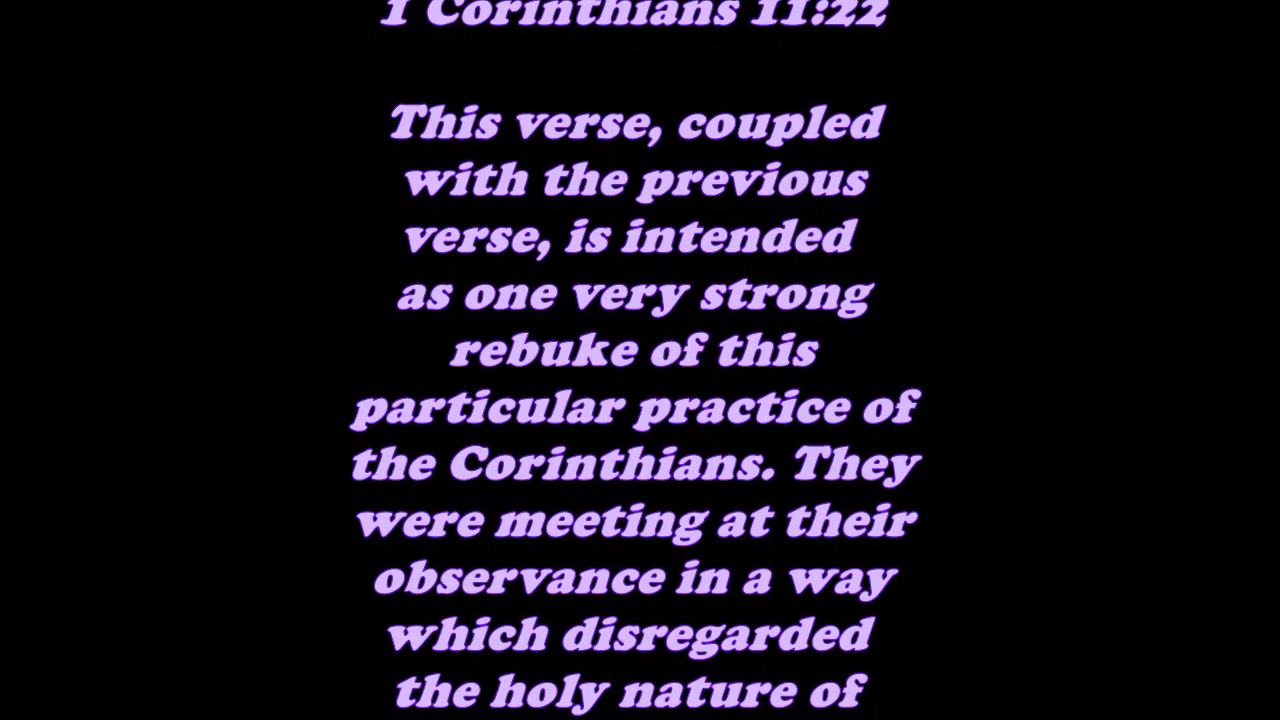 1 Corinthians 11:22
This verse, coupled
with the previous
verse, is intended
as one very strong
rebuke of this
particular practice of
the Corinthians. They
were meeting at their
observance in a way
which disregarded
the holy nature of